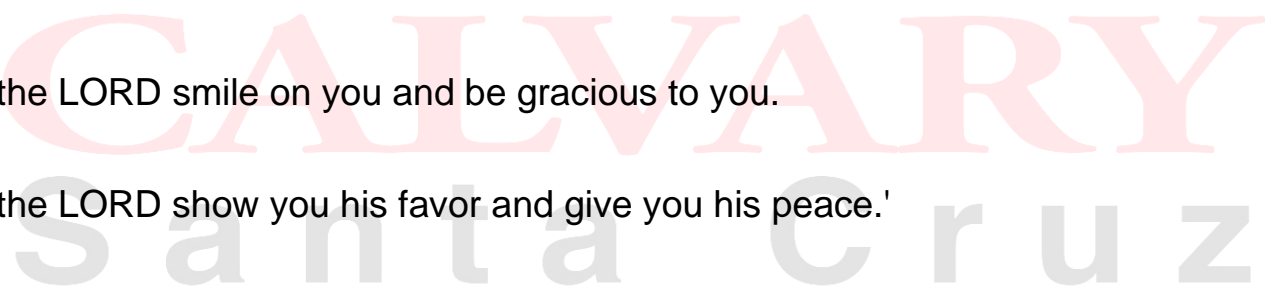 CALVARY
the LORD smile on you and be gracious to you.
the LORD show you his favor and give you his peace.'
Santa Cruz